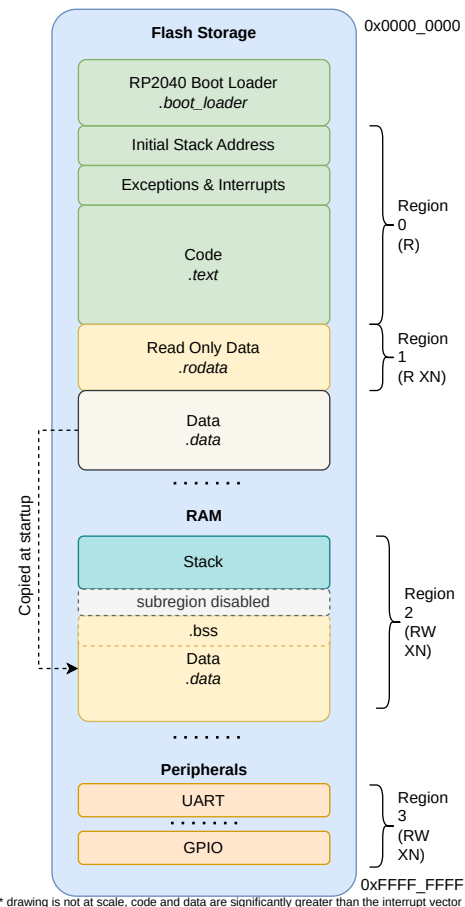 Flash Storage
0x0000_0000
RP2040 Boot Loader
.boot_loader
Initial Stack Address
Exceptions & Interrupts
Code
.text
Region
0
(R)
Read Only Data
.rodata
Region
1
(R XN)
Data
.data
.......
Copied at startup
RAM
Stack
subregion disabled
.bss
Data
.data
Region
2
(RW
XN)
.......
Peripherals
UART
.......
GPIO
Region
3
(RW
XN)
0xFFFF_FFFF
* drawing is not at scale, code and data are significantly greater than the interrupt vector